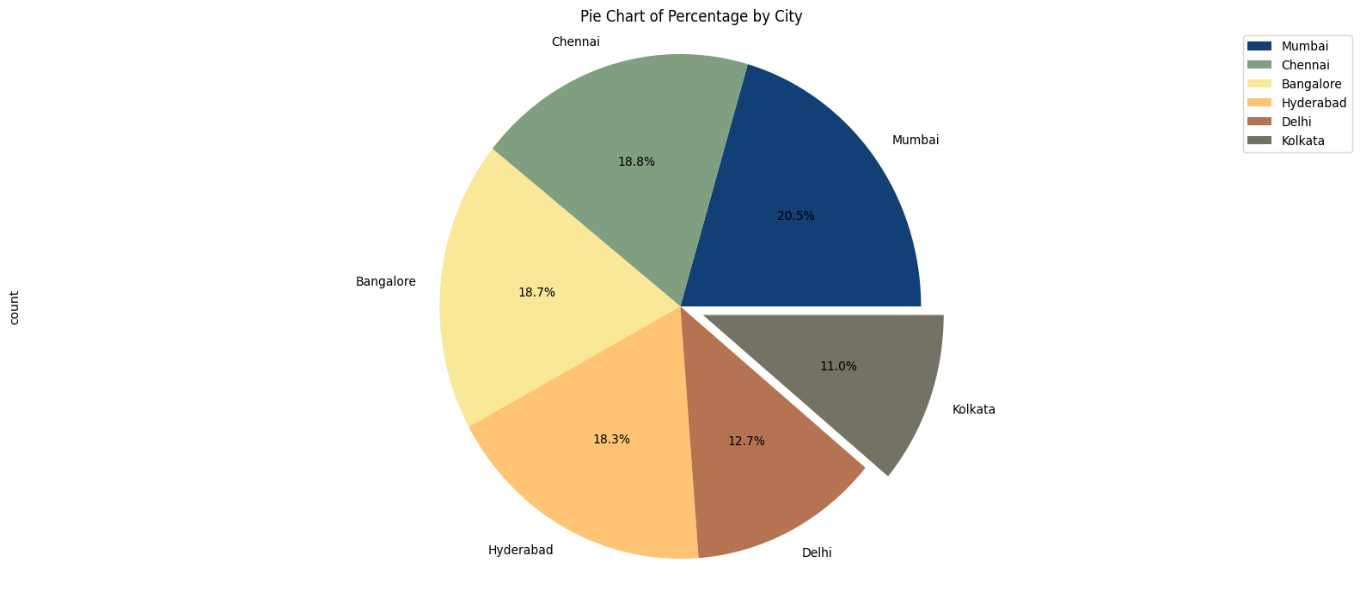 Pie Chart of Percentage by City
Chennai
Mumbai
Bangalore
Hyderabad
Delhi
Kolkata
18.8%
20.5%
18.7%
18.3%
12.7%
11.0%
count
Mumbai
Chennai
Bangalore
Hyderabad
Delhi
Kolkata